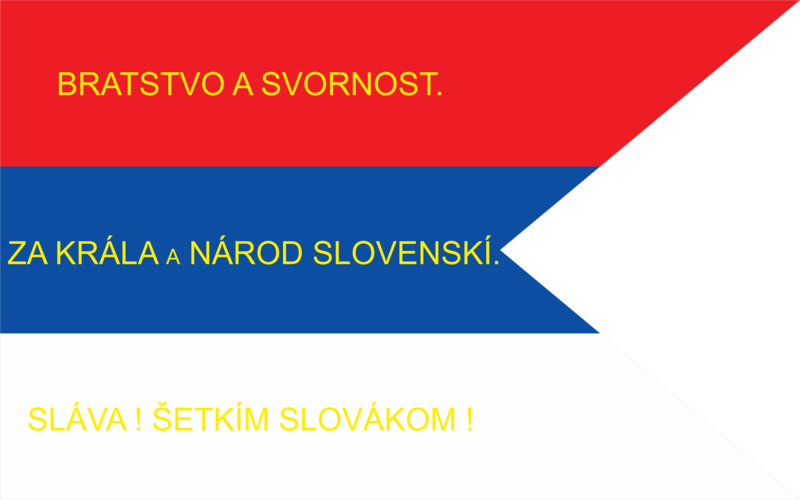 BRATSTVO A SVORNOST.
ZA KRÁLA A NÁROD SLOVENSKÍ.
SLÁVA ! ŠETKÍM SLOVÁKOM !